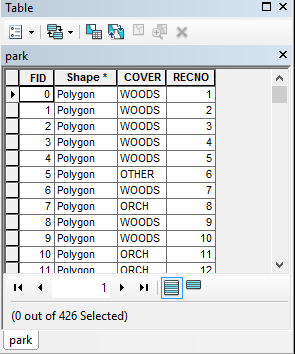 Table
park
FID Shape * COVER RECNO
0 Polygon WOODS 1
1 Polygon WOODS 2
2 Polygon WOODS 3
3 Polygon WOODS 4
4 Polygon WOODS 5
5 Polygon OTHER 6
6 Polygon WOODS 7
7 Polygon ORCH 8
8 Polygon WOODS 9
9 Polygon WOODS 10
10 Polygon ORCH 11
11 Polygon ORCH 12
1
(0 out of 426 Selected)
park